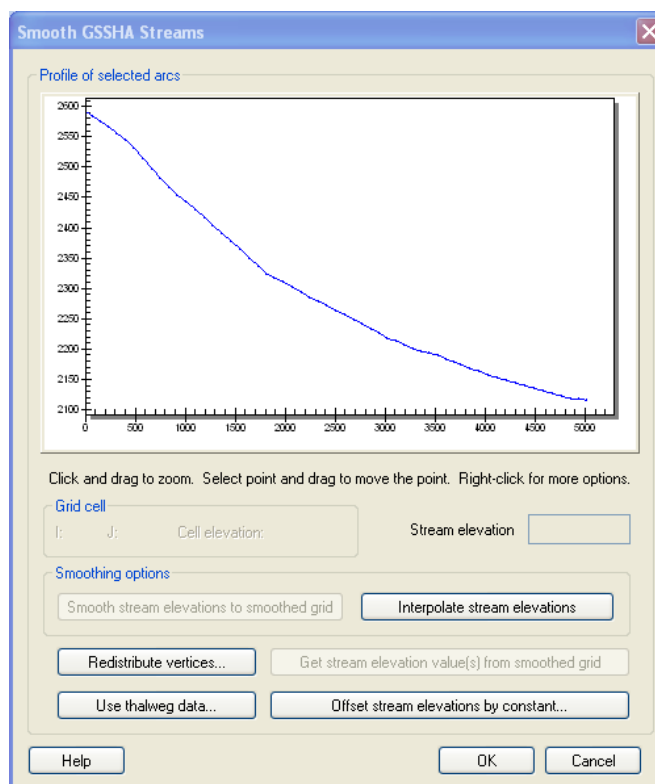 Smooth GSSHA Streams
Profile of selected arcs
2600
2550
2500
2450
2400
2350
2300
2250
2200
2150
2100
0 500 1000 1500 2000 2500 3000 3500 4000 4500 5000
Click and drag to zoom. Select point and drag to move the point. Right-click for more options.
Grid cell
I: J: Cell elevation: Stream elevation
Smoothing options
Smooth stream elevations to smoothed grid Interpolate stream elevations
Redistribute vertices... Get stream elevation value(s) from smoothed grid
Use thalweg data... Offset stream elevations by constant...
Help OK Cancel